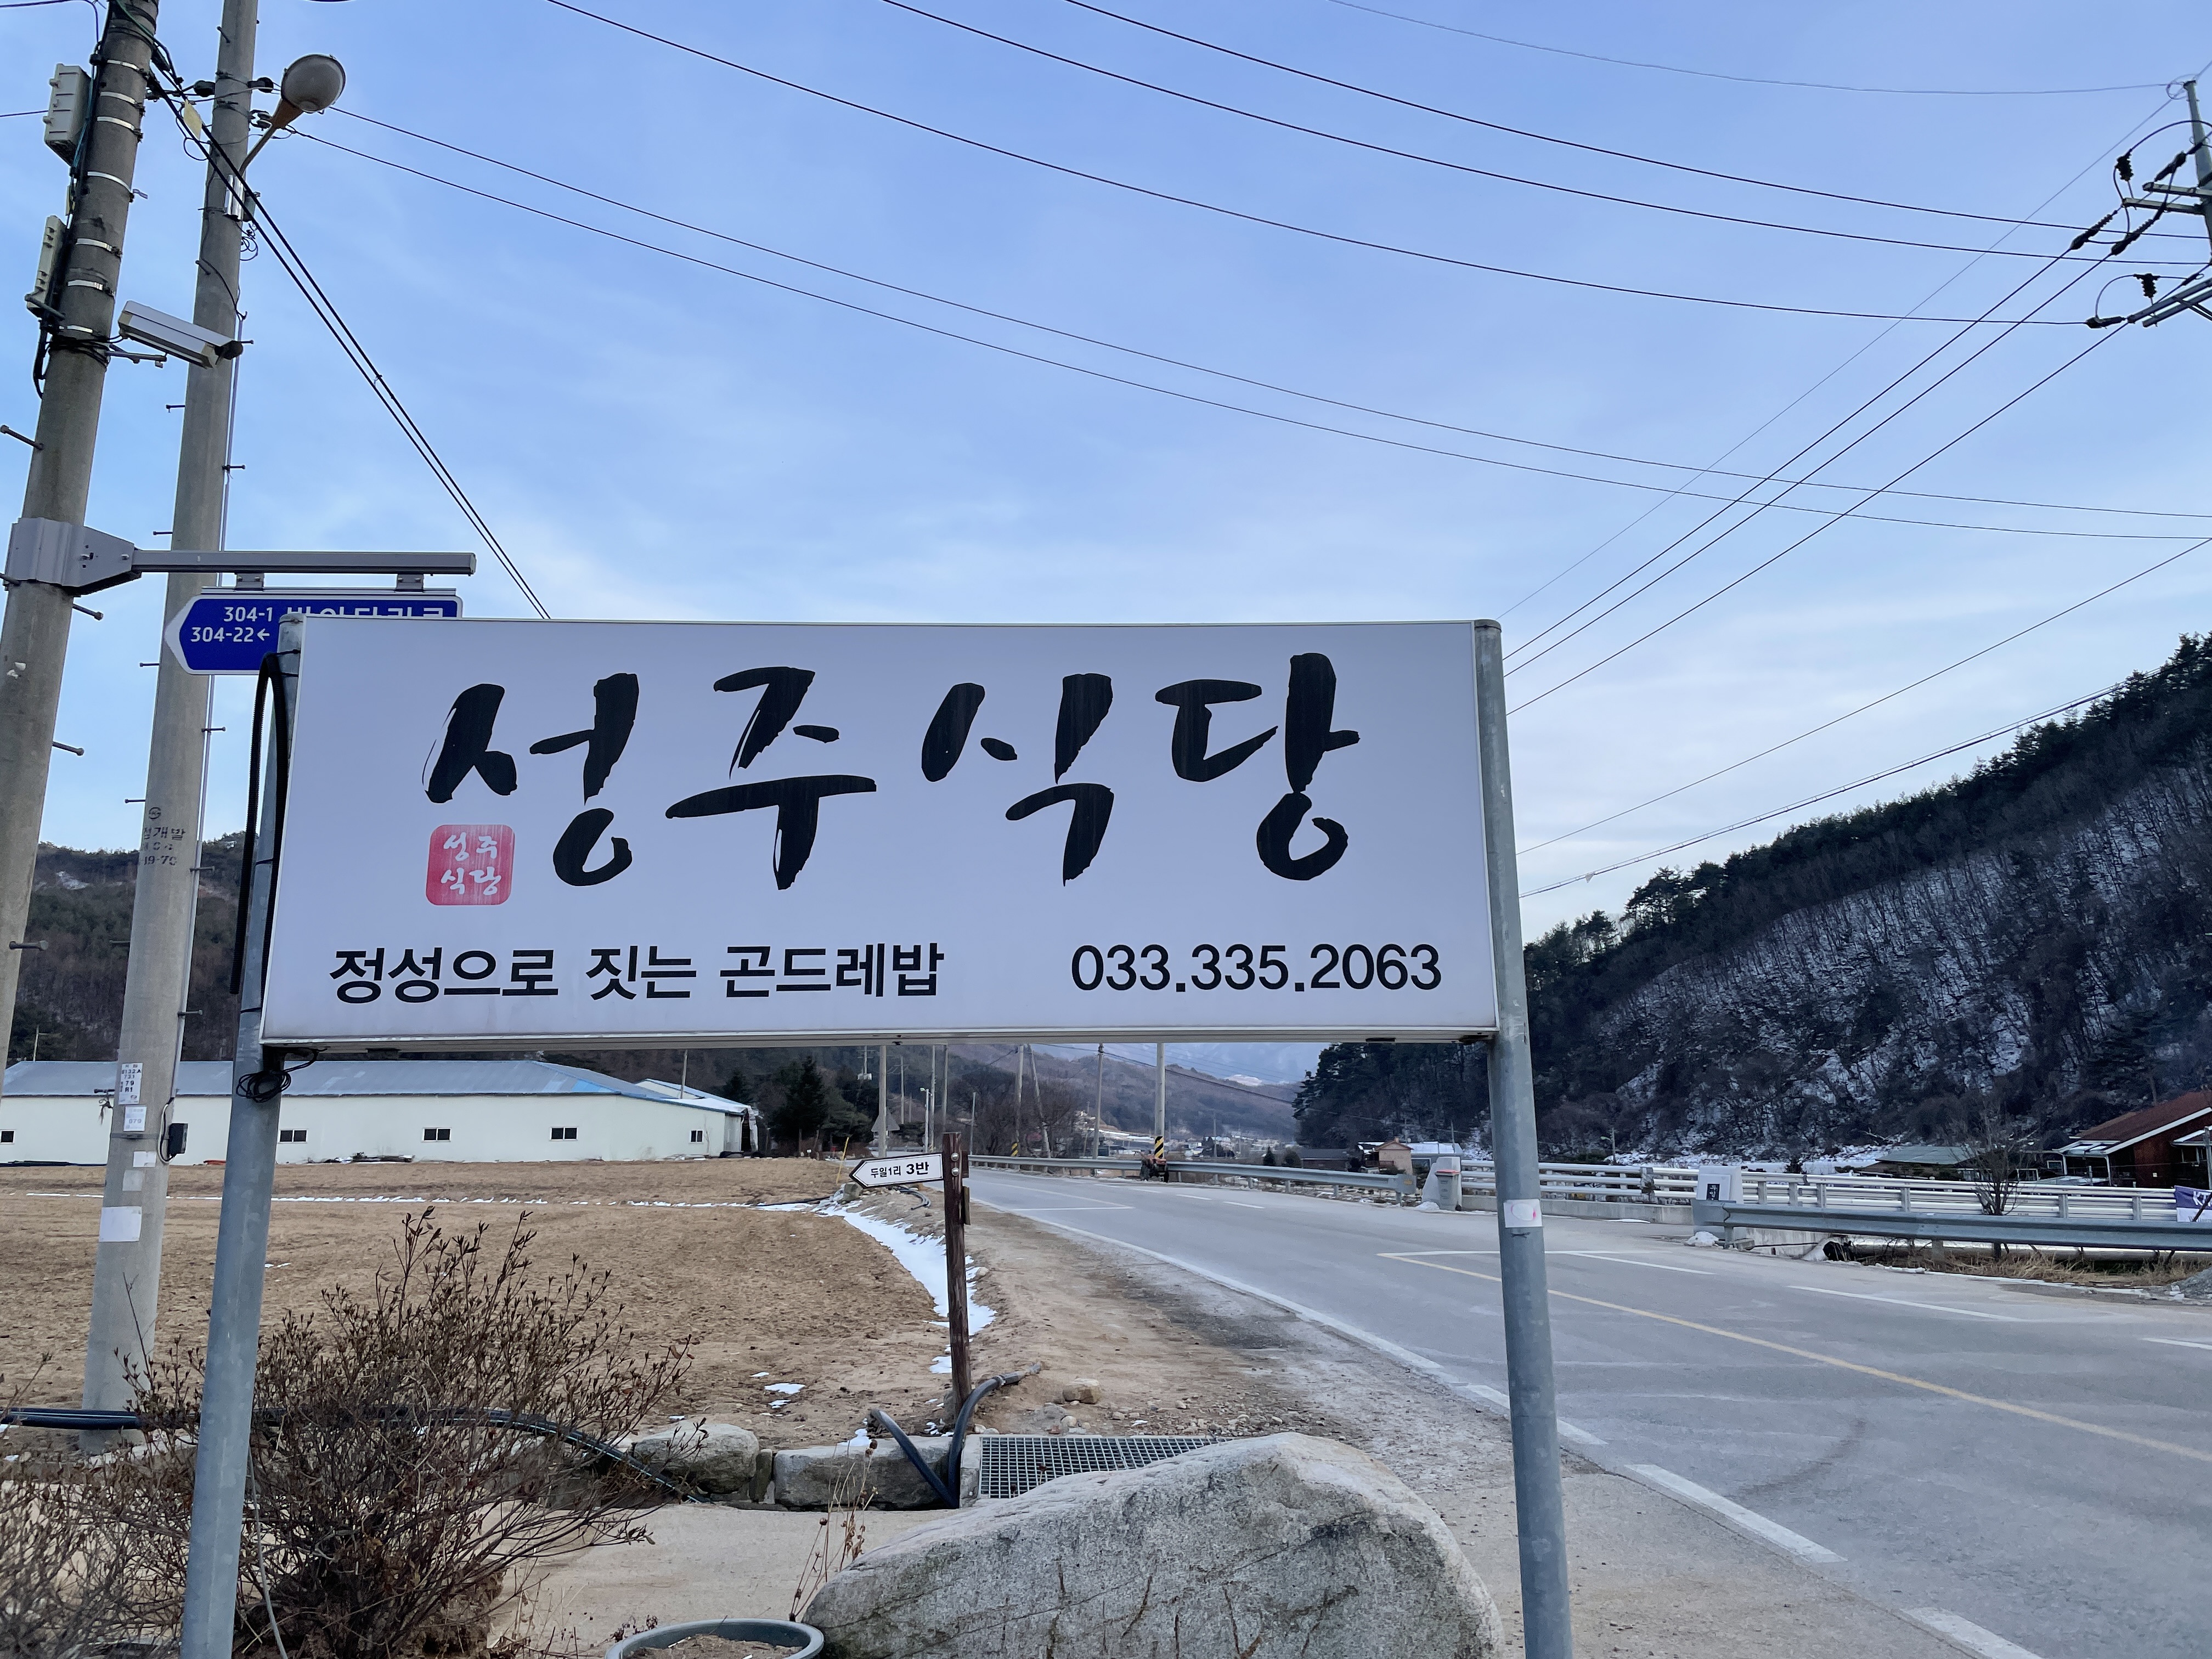 304-1
304-22←
성주식당
성주
식당
정성으로 짓는 곤드레밥
033.335.2063
두일1리 3반